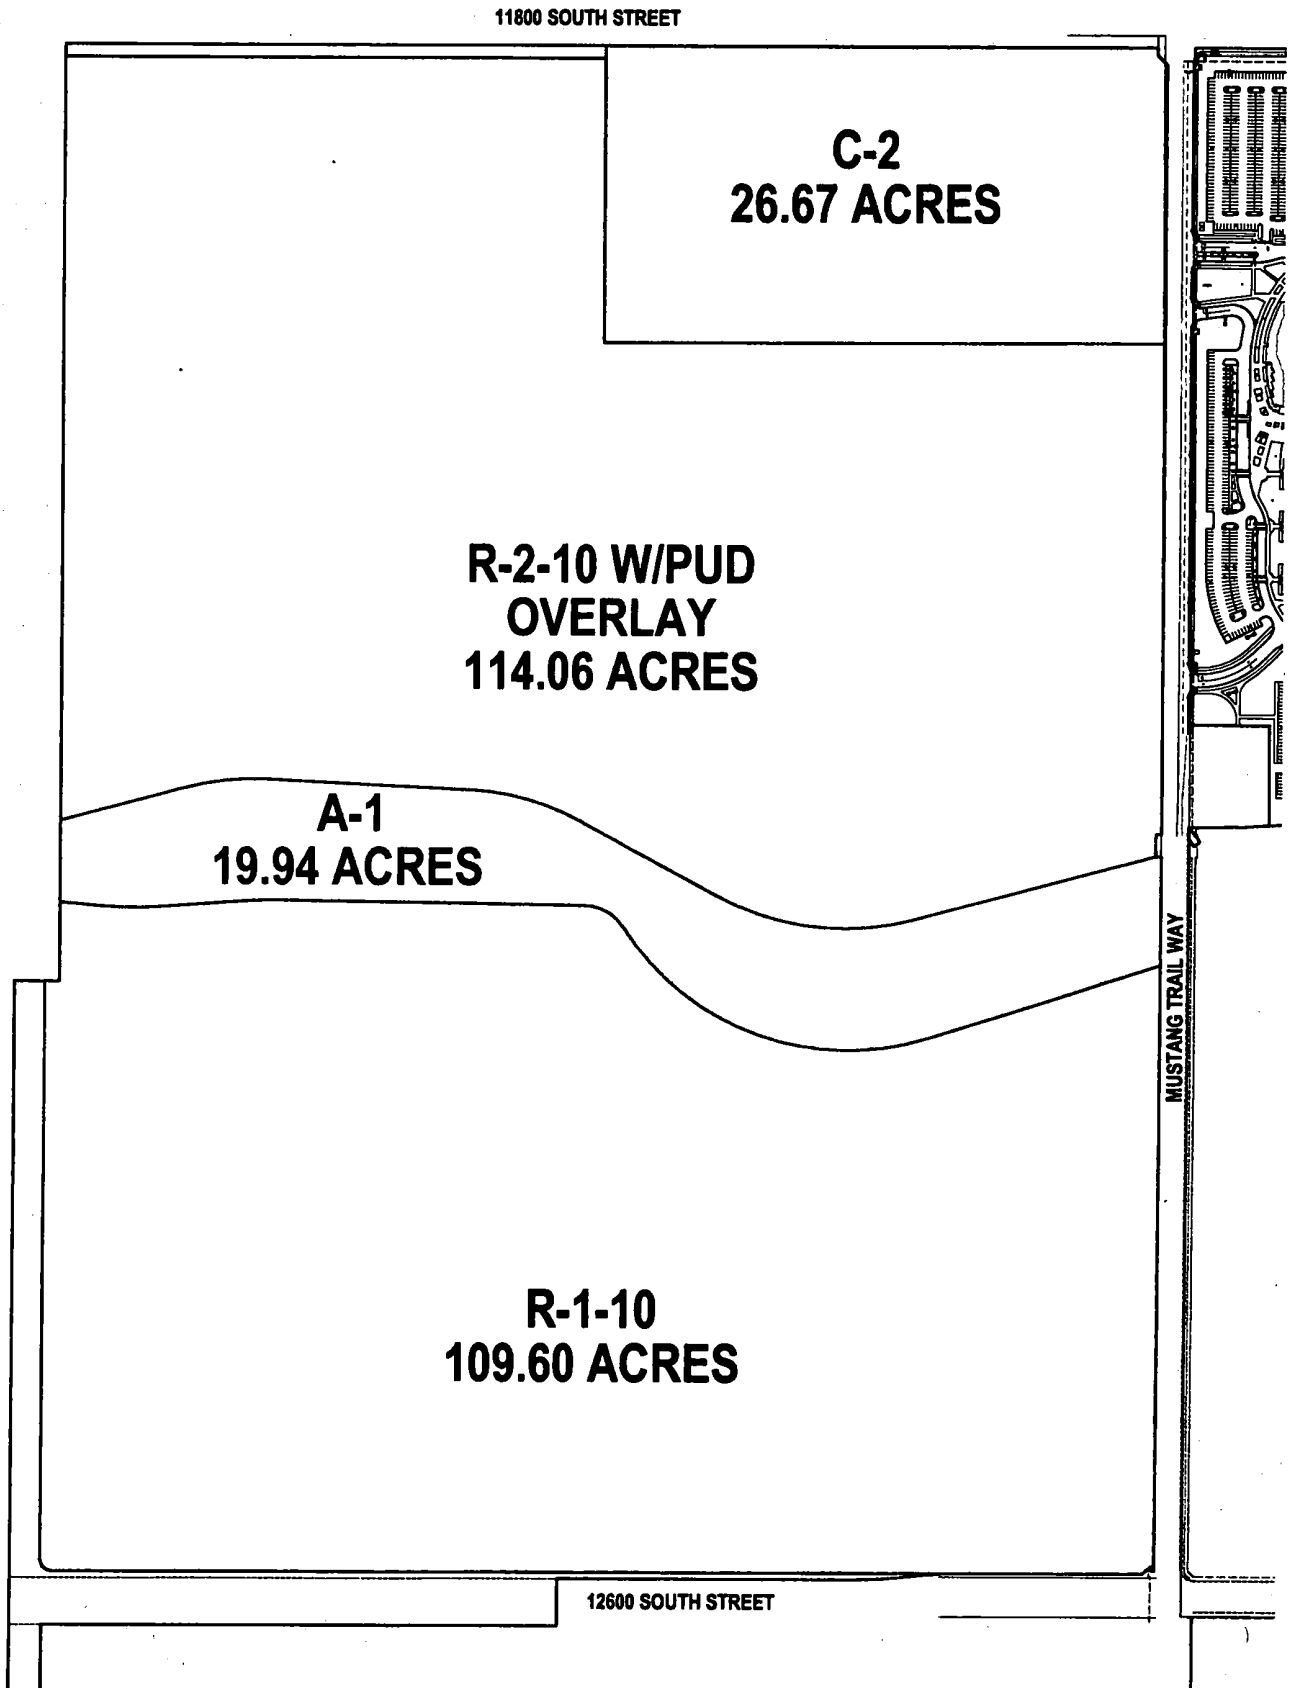 11800 SOUTH STREET
C-2
26.67 ACRES
R-2-10 W/PUD
OVERLAY
114.06 ACRES
A-1
19.94 ACRES
MUSTANG TRAIL WAY
R-1-10
109.60 ACRES
12600 SOUTH STREET